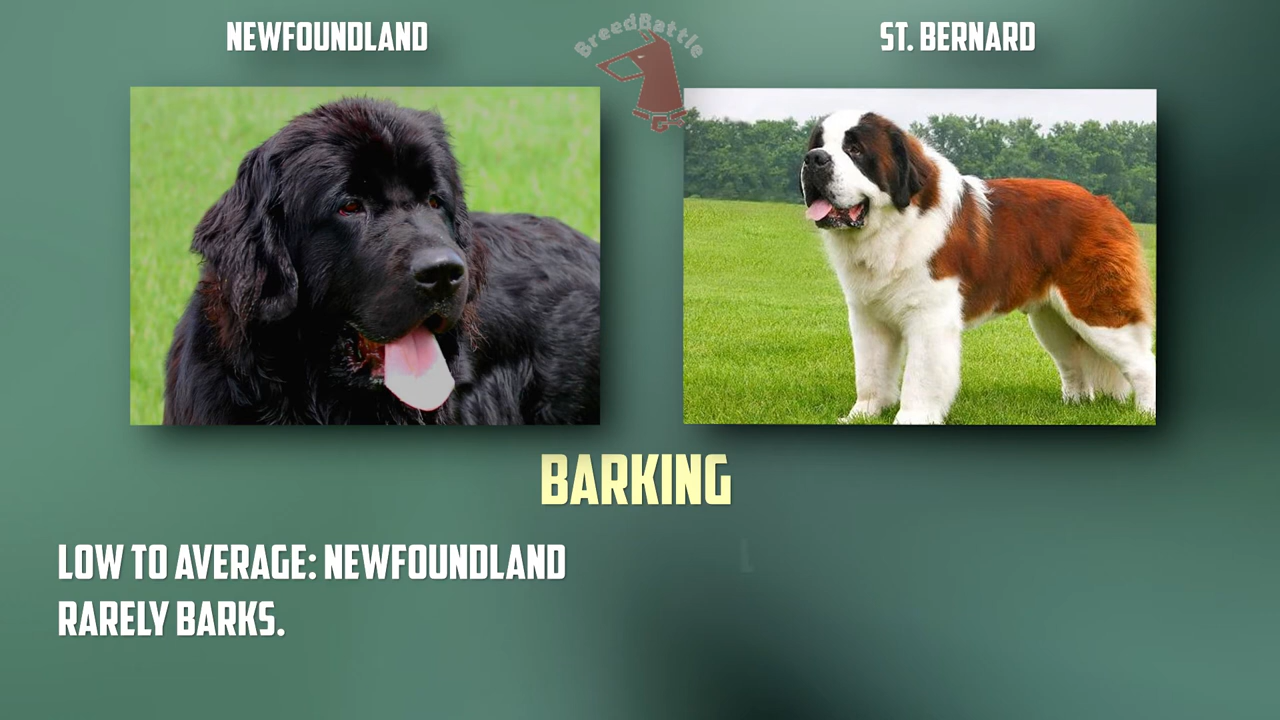 NEWFOUNDLAND
BreedBattle
ST. BERNARD
BARKING
LOW TO AVERAGE: NEWFOUNDLAND
RARELY BARKS.